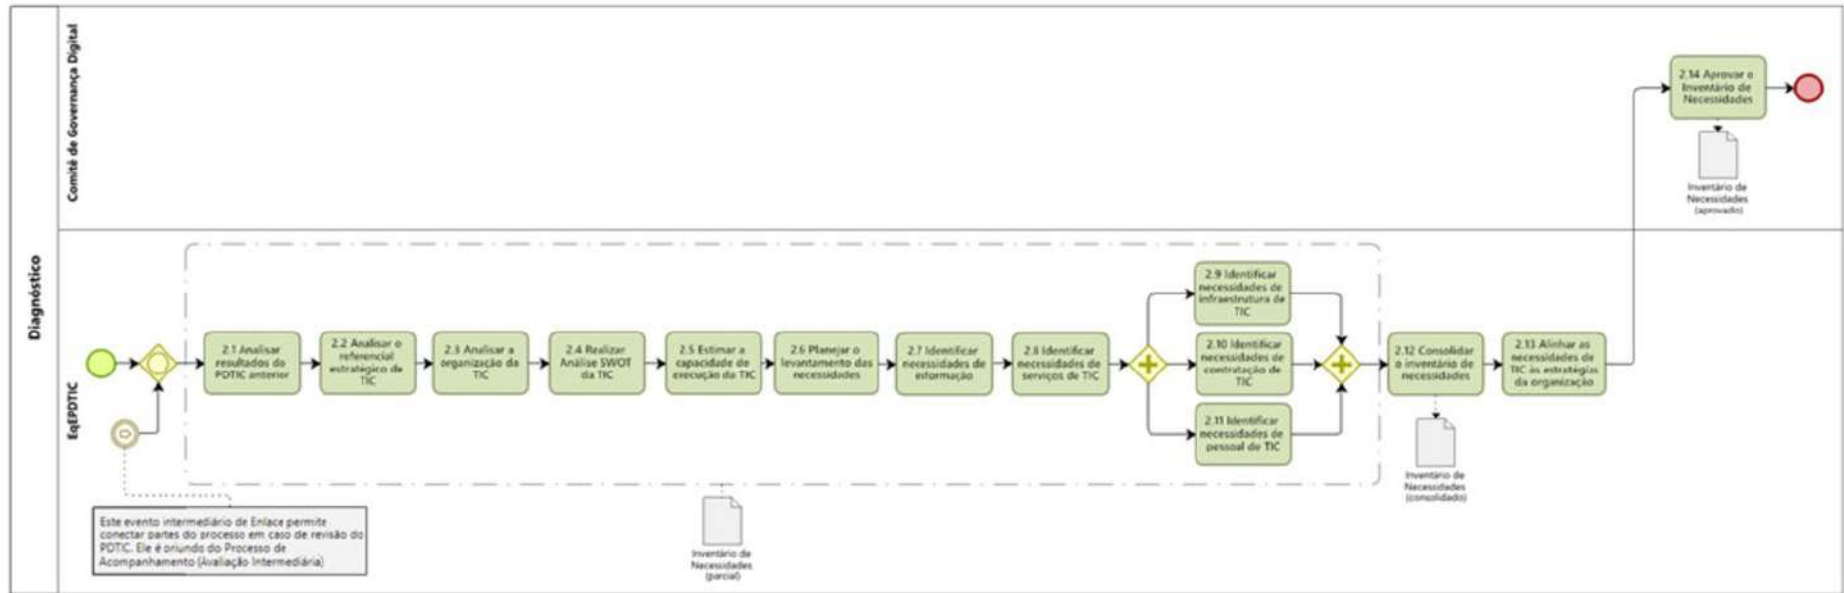 Diagnóstico
Comitê de Governança Digital
2.14 Aprovar o
Inventário de
Necessidades
Inventário de
Necessidades
(aprovado)
EqEPDTIC
2.1 Analisar
resultados do
PDTIC anterior
2.2 Analisar o
referencial
estratégico de
TIC
2.3 Analisar a
organização da
TIC
2.4 Realizar
Análise SWOT
da TIC
2.5 Estimar a
capacidade de
execução da TIC
2.6 Planejar o
levantamento das
necessidades
2.7 Identificar
necessidades de
informação
2.8 Identificar
necessidades de
serviços de TIC
2.9 Identificar
necessidades de
infraestrutura de
TIC
2.10 Identificar
necessidades de
contratação de
TIC
2.11 Identificar
necessidades de
pessoal de TIC
2.12 Consolidar
o inventário de
necessidades
2.13 Alinhar as
necessidades de
TIC às estratégias
da organização
Inventário de
Necessidades
(consolidado)
Este evento intermediário de Enlace permite
conectar partes do processo em caso de revisão do
PDTIC. Ele é oriundo do Processo de
Acompanhamento (Avaliação Intermediária)
Inventário de
Necessidades
(parcial)